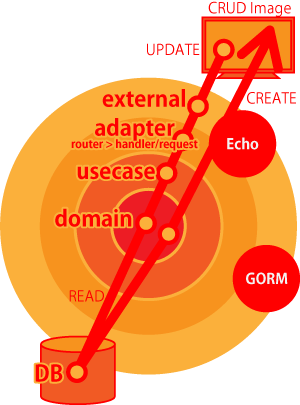 CRUD Image
UPDATE
external
CREATE
adapter
router > handler/request
Echo
usecase
domain
GORM
READ
DB